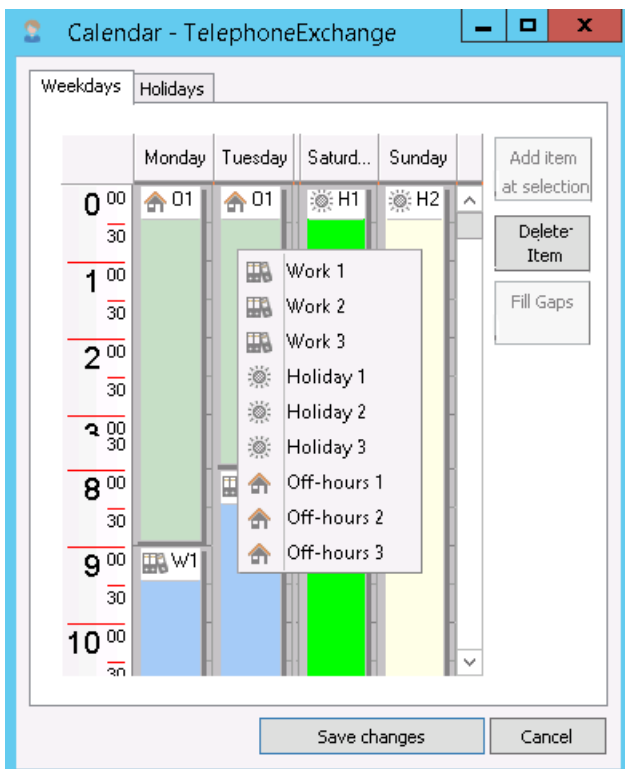 Calendar - TelephoneExchange
Weekdays Holidays
Monday Tuesday Saturd... Sunday
Add item
at selection
Delete
Item
Fill Gaps
0 00 O1 O1 H1 H2
30
1 00
30
2 00
30
3 00
30
8 00
30
9 00 W1
30
10 00
30
Work 1
Work 2
Work 3
Holiday 1
Holiday 2
Holiday 3
Off-hours 1
Off-hours 2
Off-hours 3
Save changes Cancel